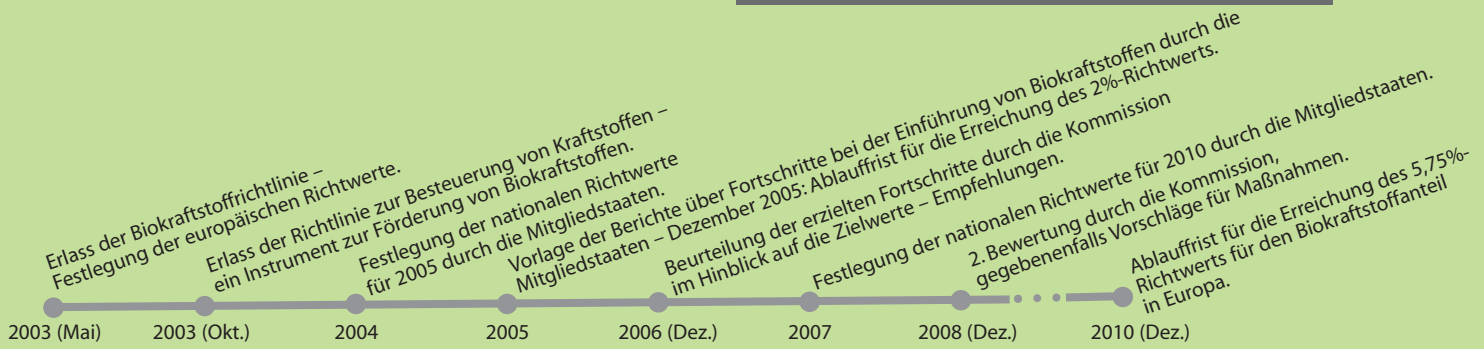 Erlass der Biokraftstoffrichtlinie –
Festlegung der europäischen Richtwerte.
Erlass der Richtlinie zur Besteuerung von Kraftstoffen –
ein Instrument zur Förderung von Biokraftstoffen.
Festlegung der nationalen Richtwerte
für 2005 durch die Mitgliedstaaten.
Vorlage der Berichte über Fortschritte bei der Einführung von Biokraftstoffen durch die
Mitgliedstaaten – Dezember 2005: Ablauffrist für die Erreichung des 2%-Richtwerts.
Beurteilung der erzielten Fortschritte durch die Kommission
im Hinblick auf die Zielwerte – Empfehlungen.
Festlegung der nationalen Richtwerte für 2010 durch die Mitgliedstaaten.
2. Bewertung durch die Kommission,
gegebenenfalls Vorschläge für Maßnahmen.
Ablauffrist für die Erreichung des 5,75%-
Richtwerts für den Biokraftstoffanteil
in Europa.
2003 (Mai)
2003 (Okt.)
2004
2005
2006 (Dez.)
2007
2008 (Dez.)
2010 (Dez.)